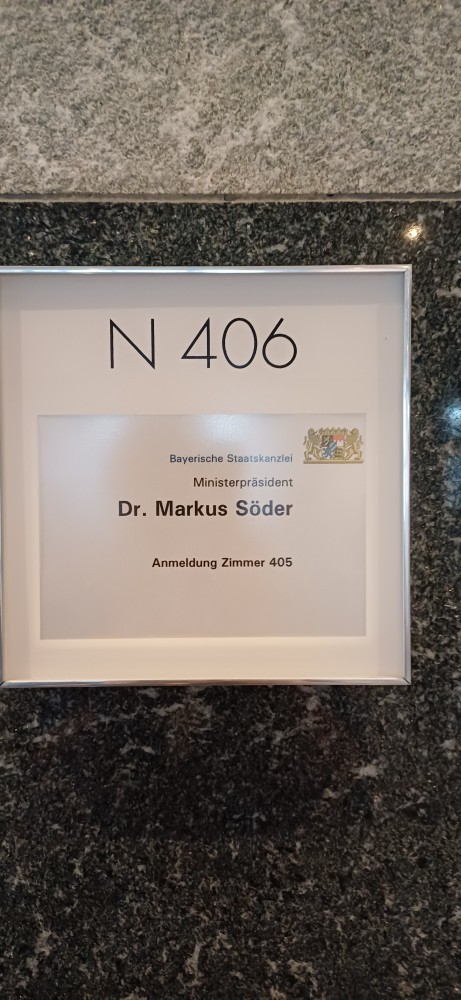 N 406
Bayerische Staatskanzlei
Ministerpräsident
Dr. Markus Söder
Anmeldung Zimmer 405